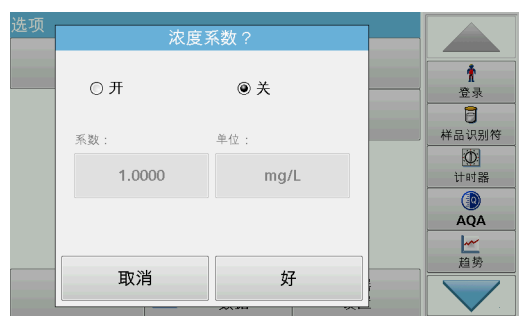 选项
浓度系数？
开
关
系数：
单位：
1.0000
mg/L
取消
好
登录
样品识别符
计时器
AQA
趋势